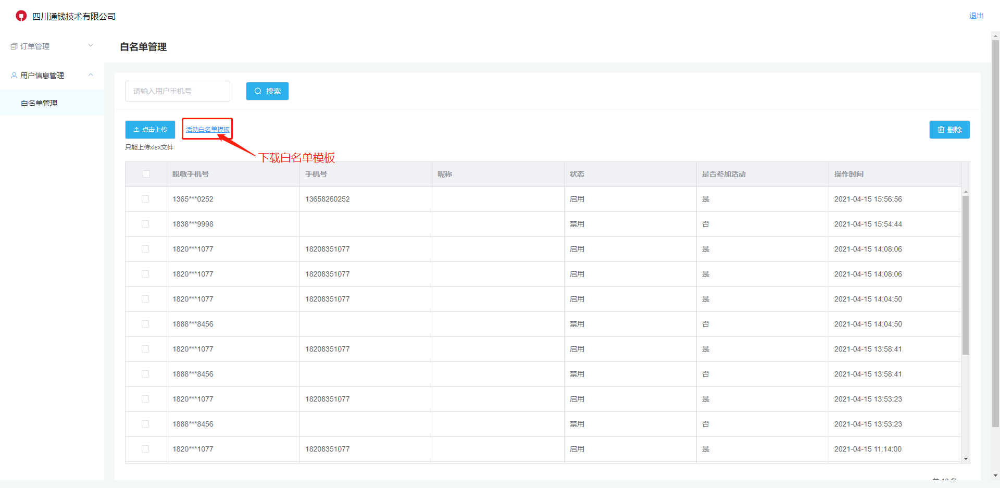 四川通钱技术有限公司
退出
订单管理
用户信息管理
白名单管理
白名单管理
请输入用户手机号
搜索
点击上传
活动白名单模板
删除
只能上传xlsx文件
下载白名单模板
脱敏手机号 手机号 昵称 状态 是否参加活动 操作时间
1365***0252 13658260252 启用 是 2021-04-15 15:56:56
1838***9998 禁用 否 2021-04-15 15:54:44
1820***1077 18208351077 启用 是 2021-04-15 14:08:06
1820***1077 18208351077 启用 是 2021-04-15 14:08:06
1820***1077 18208351077 启用 是 2021-04-15 14:04:50
1888***8456 禁用 否 2021-04-15 14:04:50
1820***1077 18208351077 启用 是 2021-04-15 13:58:41
1888***8456 禁用 否 2021-04-15 13:58:41
1820***1077 18208351077 启用 是 2021-04-15 13:53:23
1888***8456 禁用 否 2021-04-15 13:53:23
1820***1077 18208351077 启用 是 2021-04-15 11:14:00